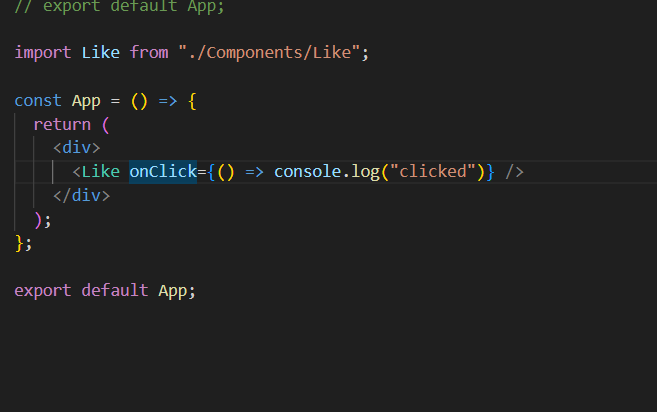 // export default App;
import Like from "./Components/Like";
const App = () => {
  return (
    <div>
      <Like onClick={() => console.log("clicked")} />
    </div>
  );
};
export default App;